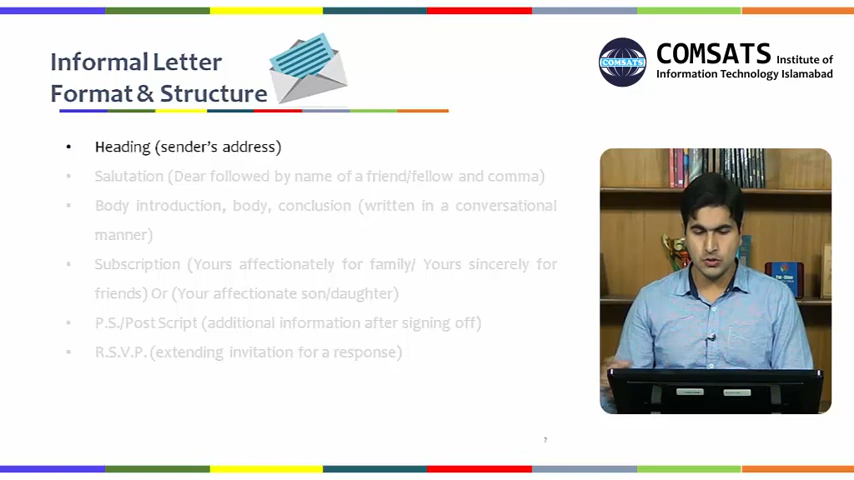 Informal Letter
Format & Structure
COMSATS Institute of
Information Technology Islamabad
COMSATS
• Heading (sender's address)
• Salutation (Dear followed by name of a friend/fellow and comma)
• Body introduction, body, conclusion (written in a conversational
manner)
• Subscription (Yours affectionately for family/ Yours sincerely for
friends) Or (Your affectionate son/daughter)
• P.S./Post Script (additional information after signing off)
• R.S.V.P. (extending invitation for a response)